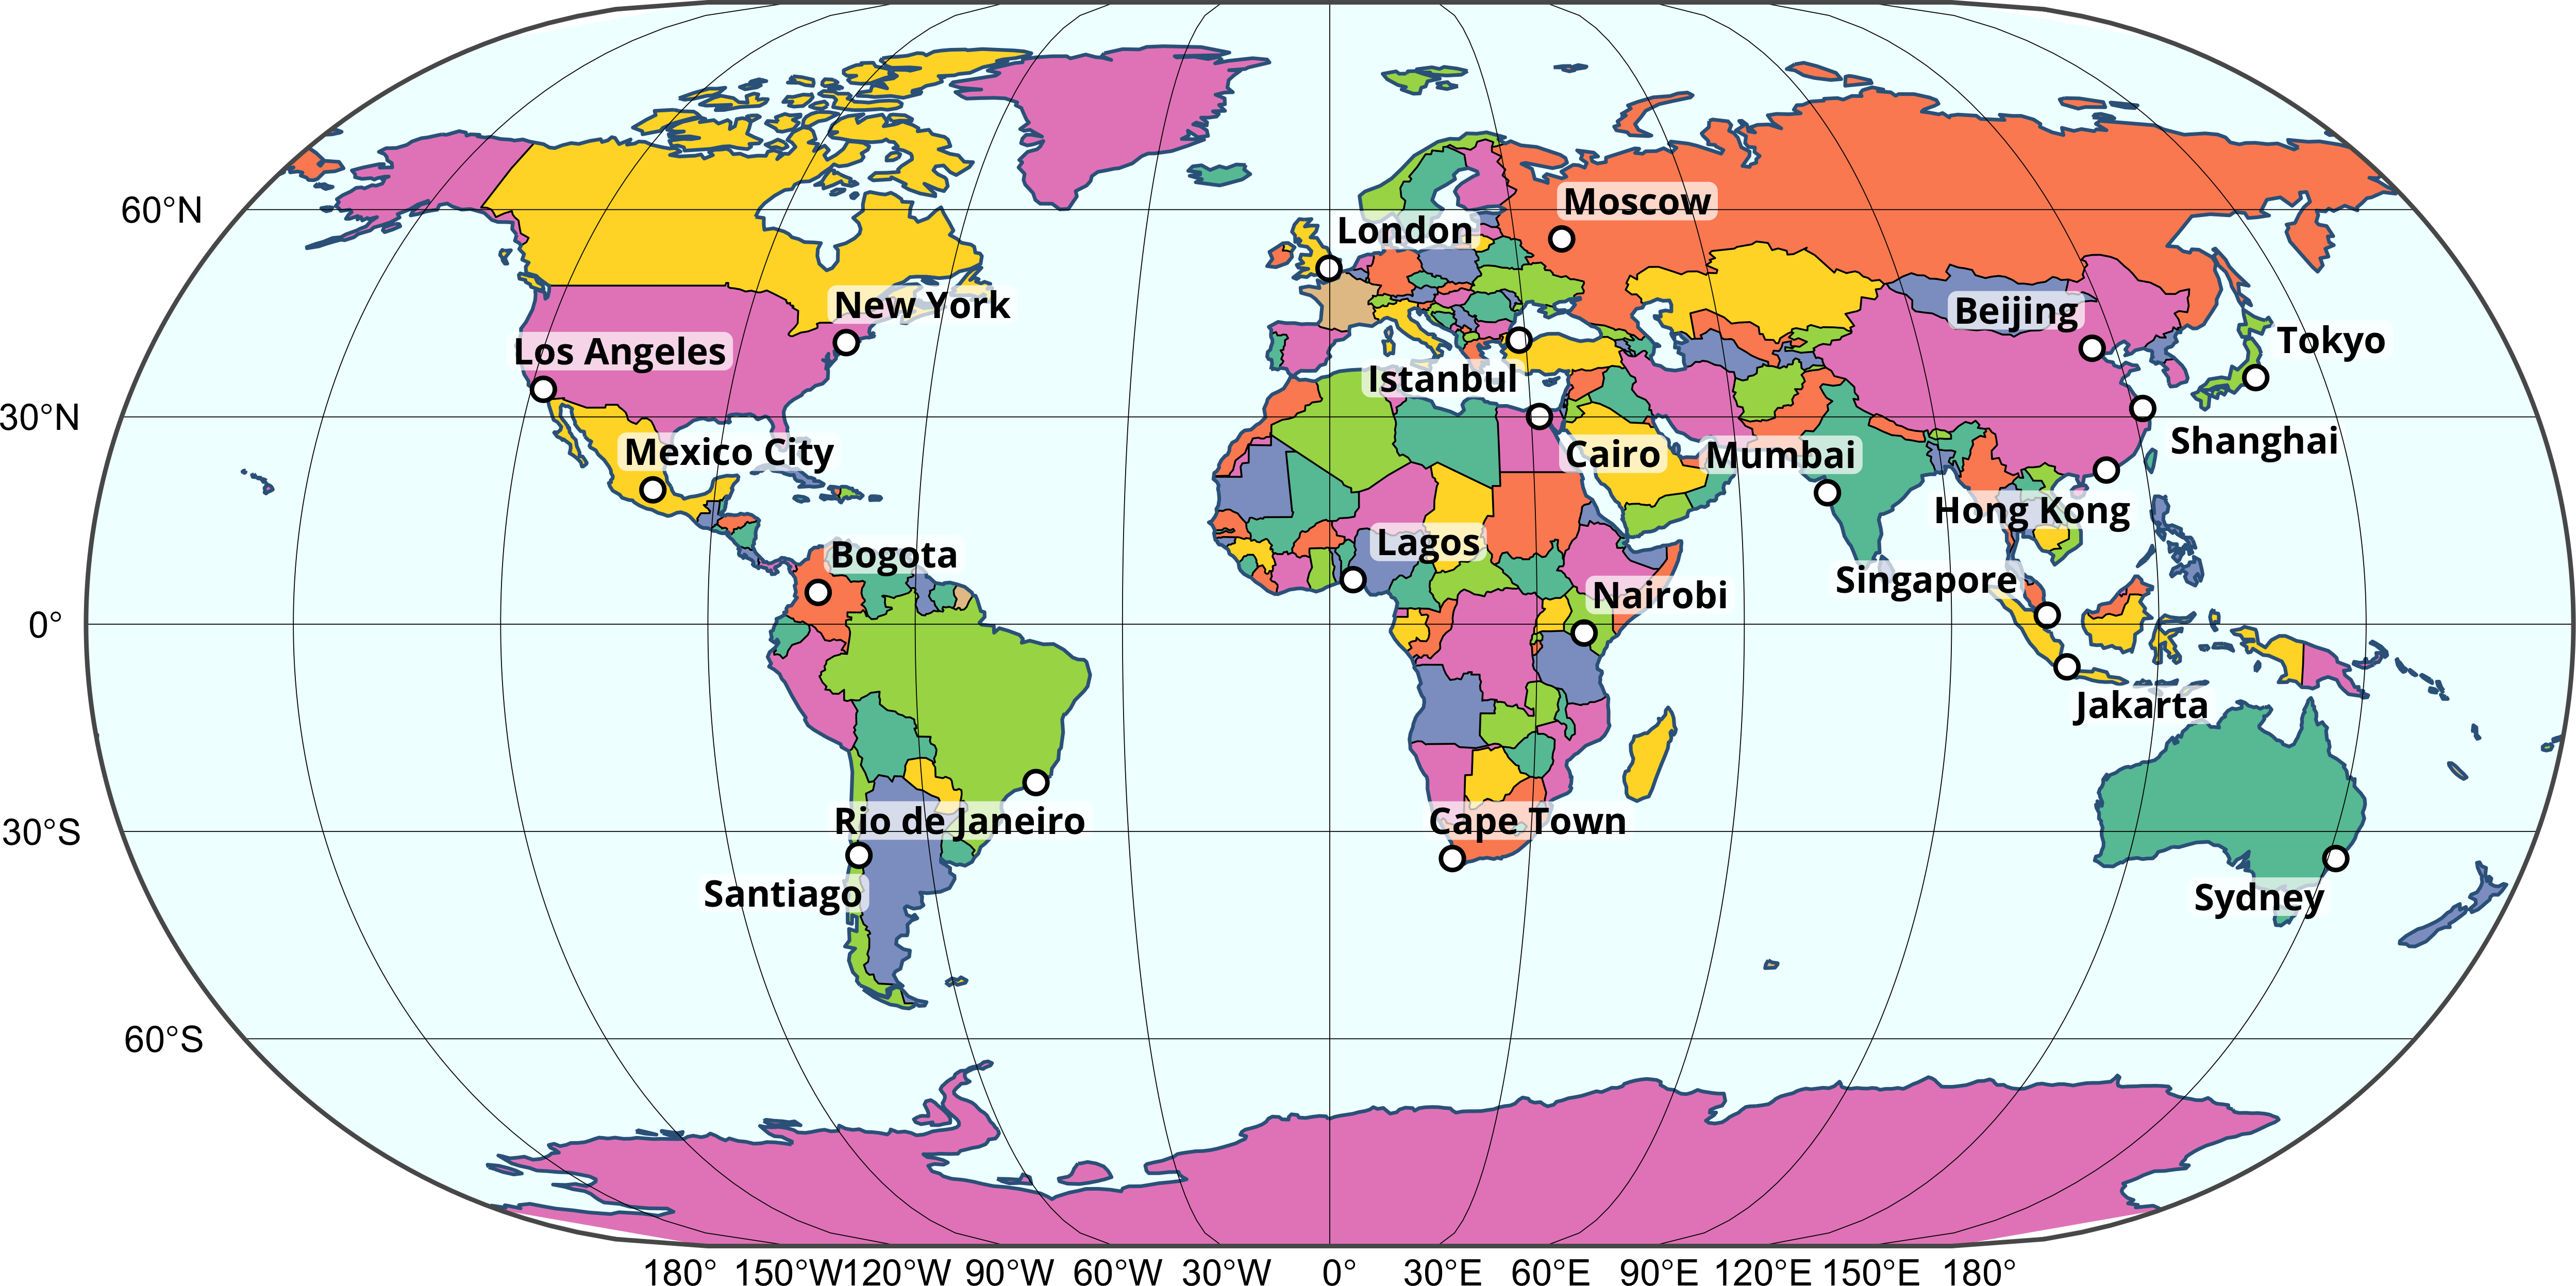 Moscow
60°N
London
New York
Beijing
Tokyo
Los Angeles
Istanbul
30°N
Shanghai
Mexico City
Cairo
Mumbai
Hong Kong
Lagos
Bogota
Singapore
Nairobi
0°
Jakarta
Rio de Janeiro
Cape Town
30°S
Santiago
Sydney
60°S
180° 150°W 120°W 90°W 60°W 30°W 0° 30°E 60°E 90°E 120°E 150°E 180°